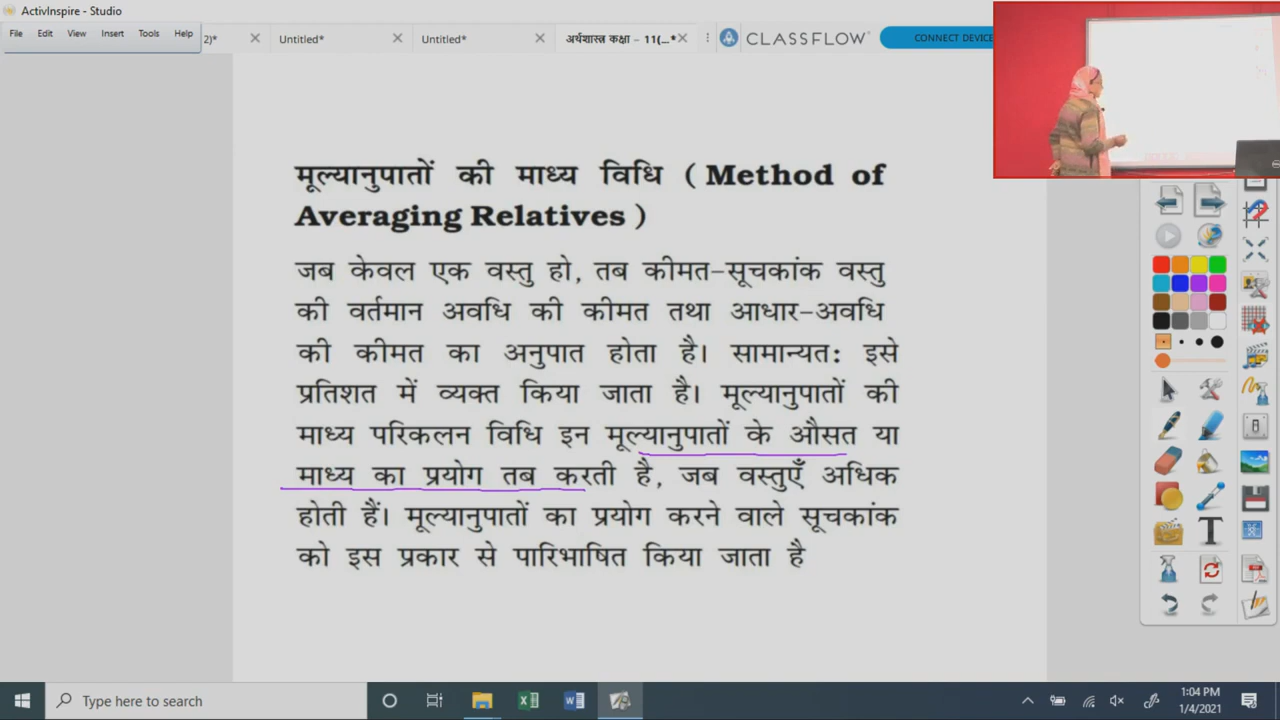 ActivInspire - Studio
File Edit View Insert Tools Help
2)* Untitled* Untitled* अर्थशास्त्र कक्षा – 11(...* CLASSFLOW CONNECT DEVICE
मूल्यानुपातों की माध्य विधि ( Method of
Averaging Relatives )
जब केवल एक वस्तु हो, तब कीमत-सूचकांक वस्तु
की वर्तमान अवधि की कीमत तथा आधार-अवधि
की कीमत का अनुपात होता है। सामान्यत: इसे
प्रतिशत में व्यक्त किया जाता है। मूल्यानुपातों की
माध्य परिकलन विधि इन मूल्यानुपातों के औसत या
माध्य का प्रयोग तब करती है, जब वस्तुएँ अधिक
होती हैं। मूल्यानुपातों का प्रयोग करने वाले सूचकांक
को इस प्रकार से पारिभाषित किया जाता है
Type here to search
1:04 PM
1/4/2021